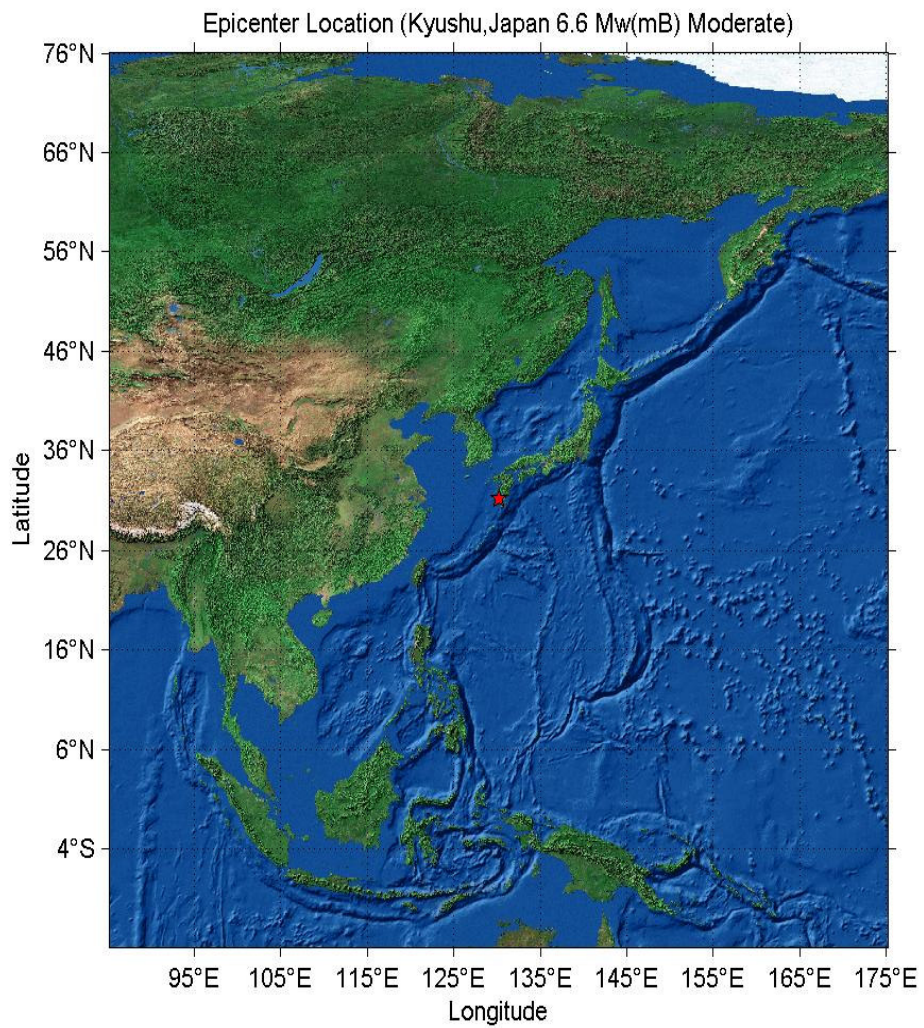 Epicenter Location (Kyushu,Japan 6.6 Mw(mB) Moderate)
76°N
66°N
56°N
46°N
36°N
26°N
16°N
6°N
4°S
Latitude
95°E 105°E 115°E 125°E 135°E 145°E 155°E 165°E 175°E
Longitude